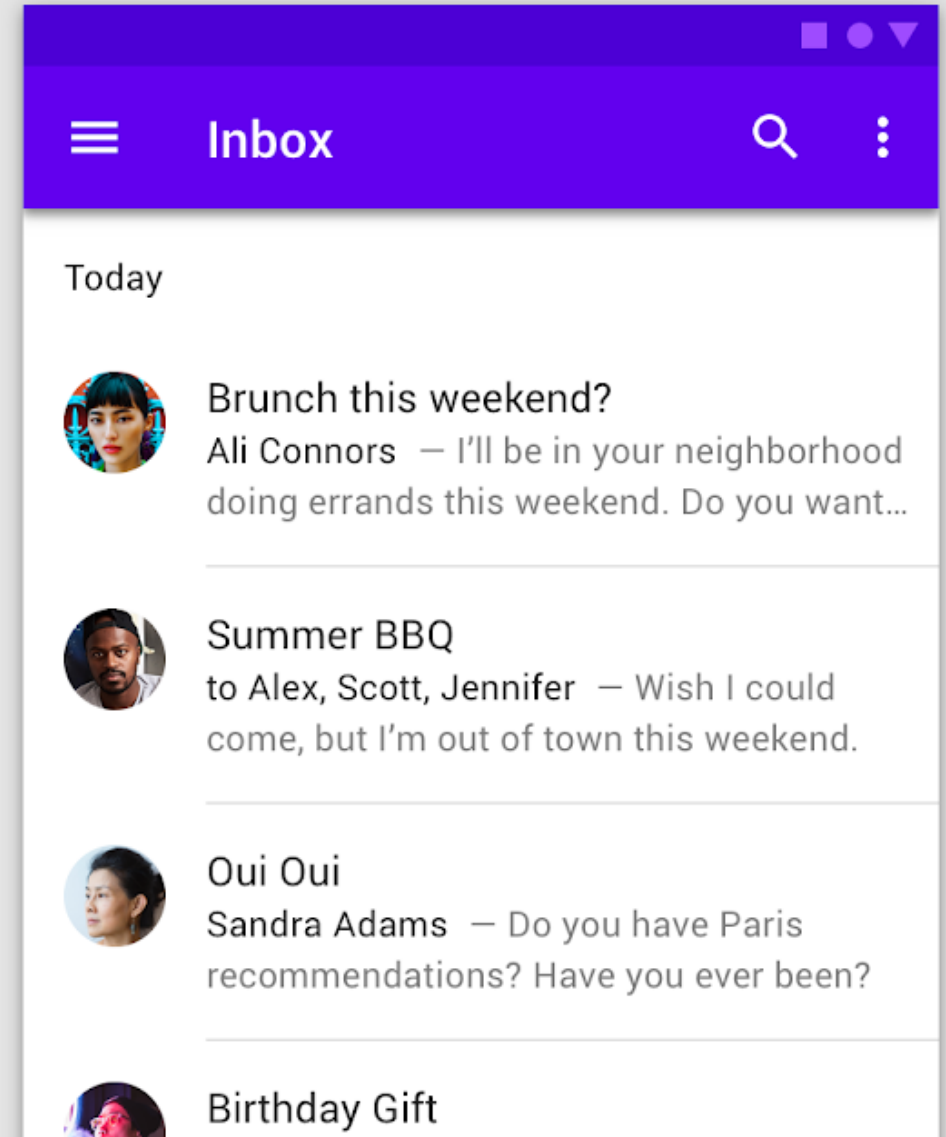 Inbox
Today
Brunch this weekend?
Ali Connors — I’ll be in your neighborhood
doing errands this weekend. Do you want…
Summer BBQ
to Alex, Scott, Jennifer — Wish I could
come, but I’m out of town this weekend.
Oui Oui
Sandra Adams — Do you have Paris
recommendations? Have you ever been?
Birthday Gift